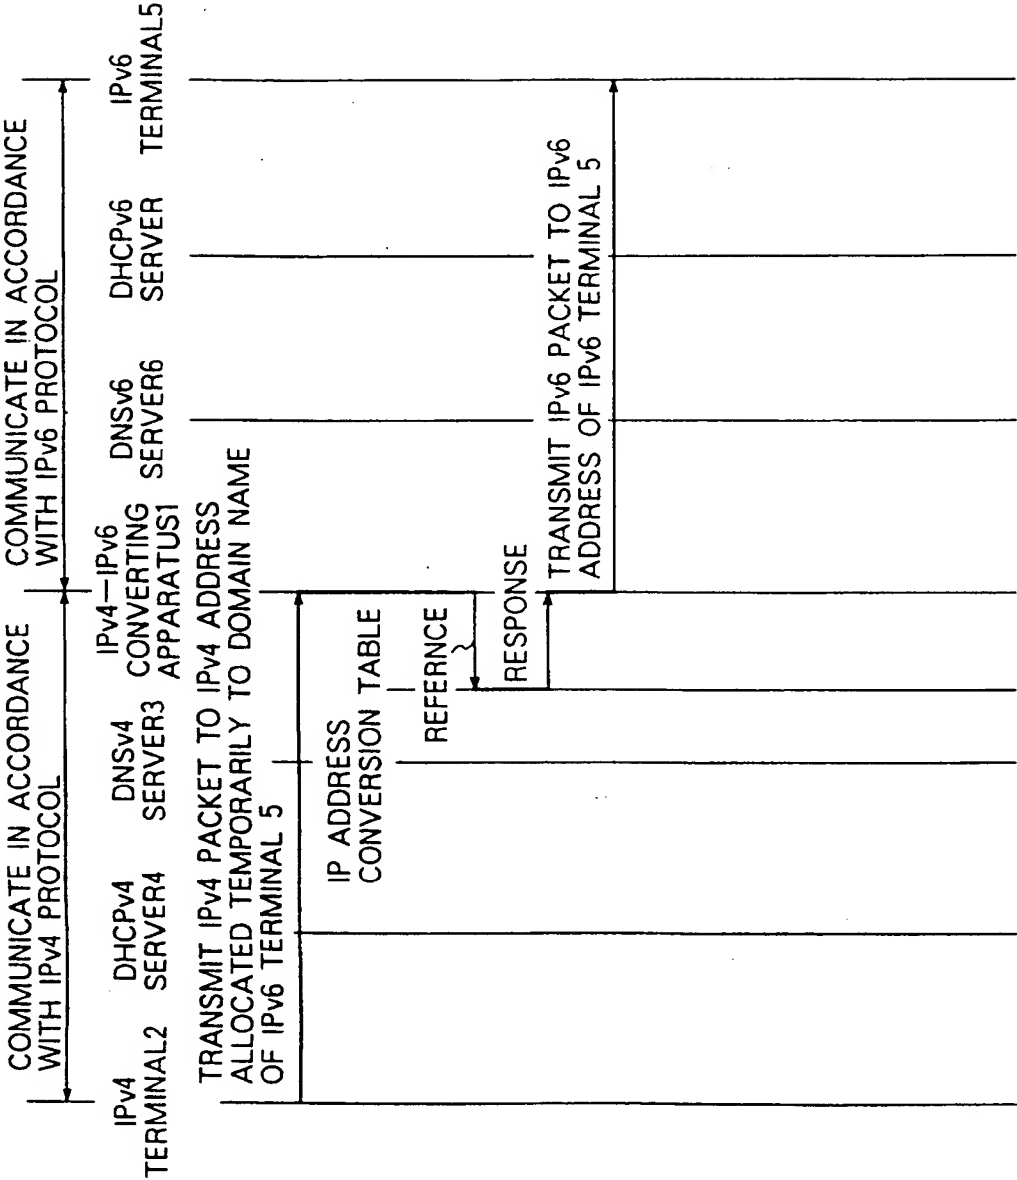 COMMUNICATE IN ACCORDANCE
WITH IPv4 PROTOCOL
COMMUNICATE IN ACCORDANCE
WITH IPv6 PROTOCOL
IPv4
TERMINAL2
DHCPv4
SERVER4
DNSv4
SERVER3
IPv4–IPv6
CONVERTING
APPARATUS1
DNSv6
SERVER6
DHCPv6
SERVER
IPv6
TERMINAL5
TRANSMIT IPv4 PACKET TO IPv4 ADDRESS
ALLOCATED TEMPORARILY TO DOMAIN NAME
OF IPv6 TERMINAL 5
IP ADDRESS
CONVERSION TABLE
REFERNCE
RESPONSE
TRANSMIT IPv6 PACKET TO IPv6
ADDRESS OF IPv6 TERMINAL 5